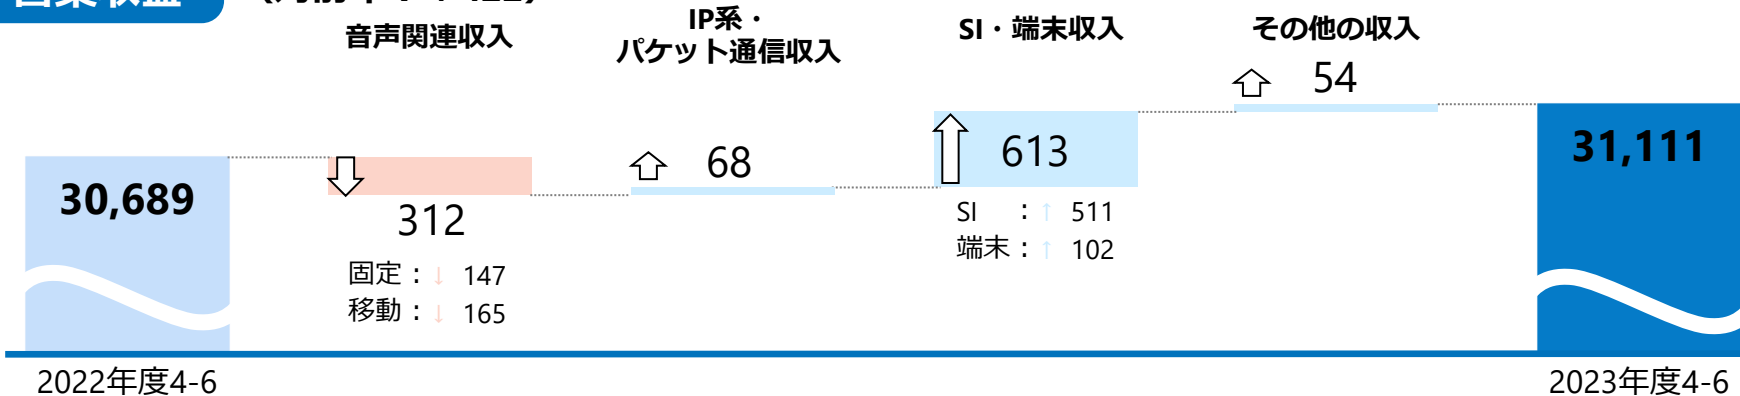 音声関連収入
IP系・
パケット通信収入
SI・端末収入
その他の収入
54
30,689
312
固定：↓ 147
移動：↓ 165
68
613
SI ：↑ 511
端末：↑ 102
31,111
2022年度4-6
2023年度4-6